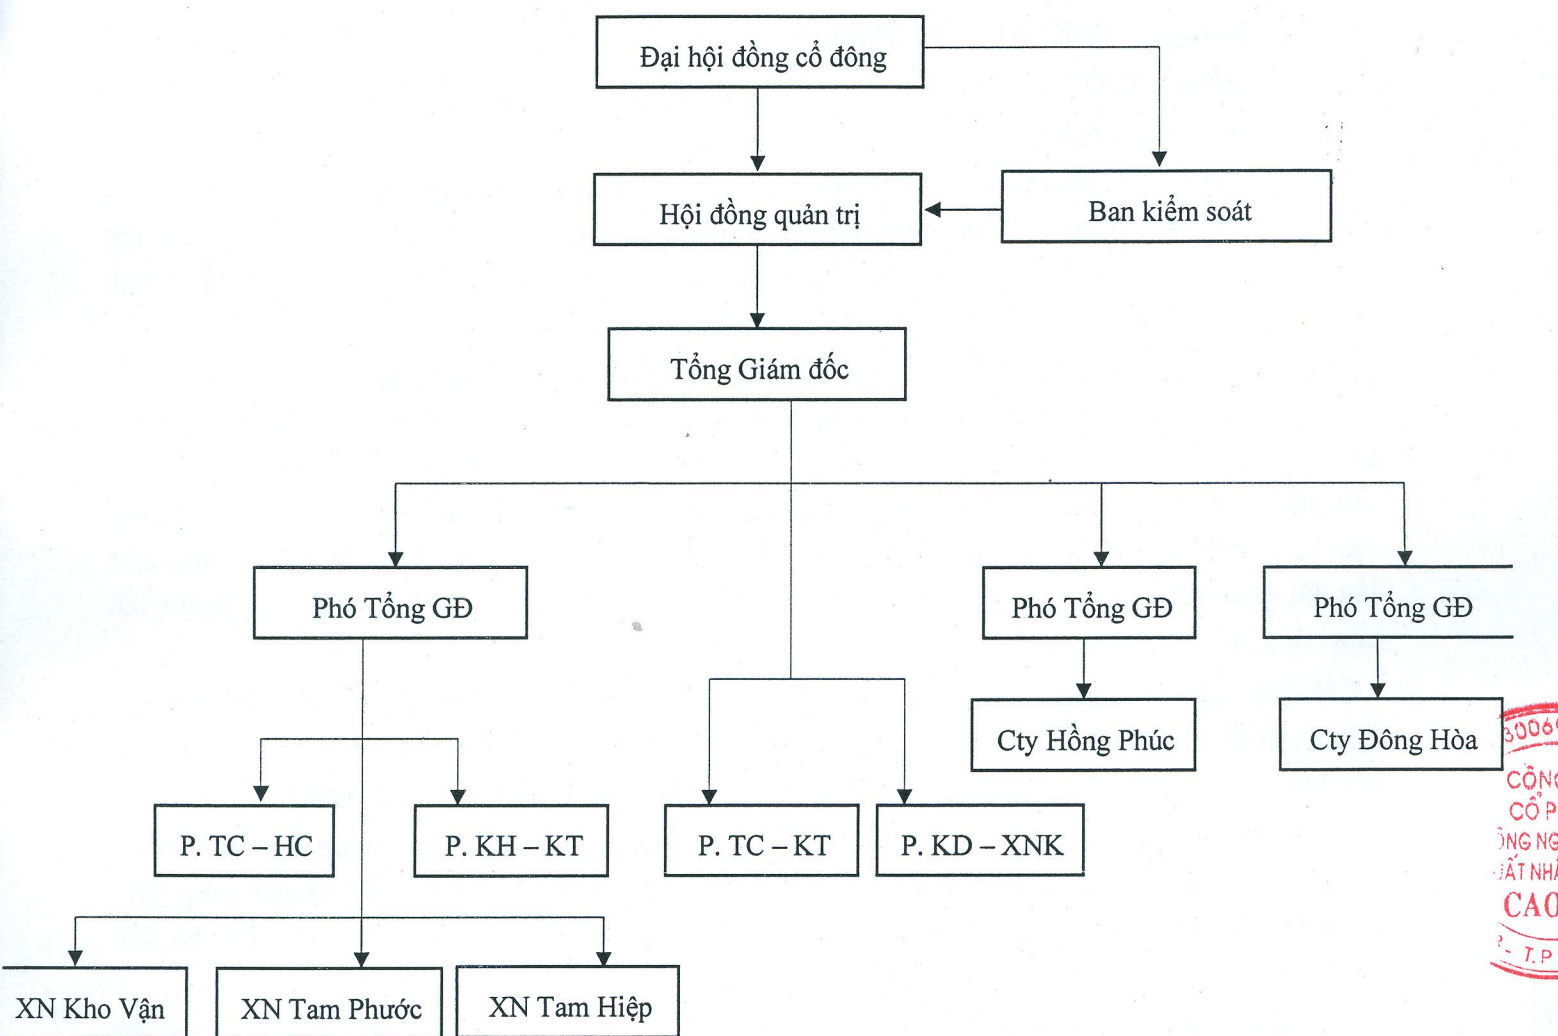 Đại hội đồng cổ đông
Hội đồng quản trị
Ban kiểm soát
Tổng Giám đốc
Phó Tổng GĐ
Phó Tổng GĐ
Phó Tổng GĐ
Cty Hồng Phúc
Cty Đông Hòa
P. TC – HC
P. KH – KT
P. TC – KT
P. KD – XNK
XN Kho Vận
XN Tam Phước
XN Tam Hiệp
CỔ P
CAO
T.P